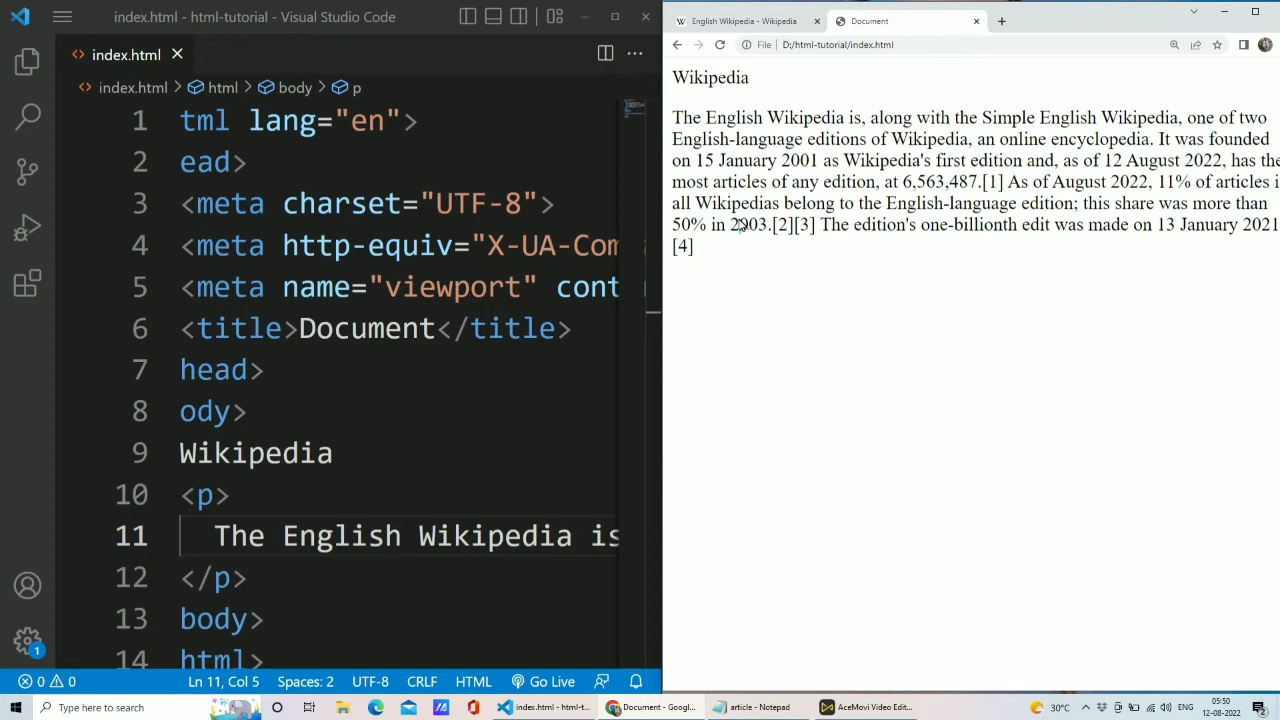 index.html - html-tutorial - Visual Studio Code
index.html
index.html > html > body > p
1 tml lang="en">
2 ead>
3 <meta charset="UTF-8">
4 <meta http-equiv="X-UA-Com
5 <meta name="viewport" cont
6 <title>Document</title>
7 head>
8 ody>
9 Wikipedia
10 <p>
11 The English Wikipedia is
12 </p>
13 body>
14 html>
1
0 0 Ln 11, Col 5 Spaces: 2 UTF-8 CRLF HTML Go Live
English Wikipedia - Wikipedia
Document
File D:/html-tutorial/index.html
Wikipedia
The English Wikipedia is, along with the Simple English Wikipedia, one of two
English-language editions of Wikipedia, an online encyclopedia. It was founded
on 15 January 2001 as Wikipedia's first edition and, as of 12 August 2022, has the
most articles of any edition, at 6,563,487.[1] As of August 2022, 11% of articles i
all Wikipedias belong to the English-language edition; this share was more than
50% in 2003.[2][3] The edition's one-billionth edit was made on 13 January 2021
[4]
Type here to search
index.html - html-t...
Document - Googl...
article - Notepad
AceMovi Video Edit...
30°C
05:50
12-08-2022
2